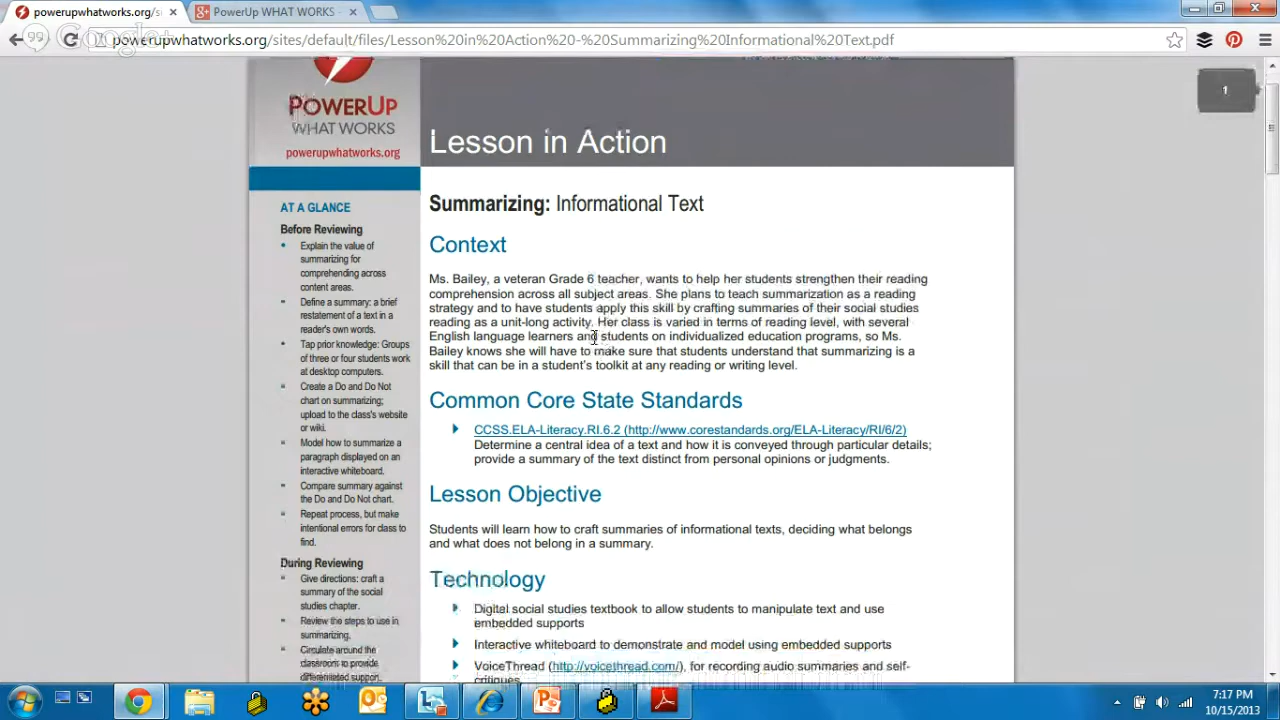 powerupwhatworks.org/s
PowerUp WHAT WORKS -
Google+
powerupwhatworks.org/sites/default/files/Lesson%20in%20Action%20-%20Summarizing%20Informational%20Text.pdf
1
POWERUP
WHAT WORKS
powerupwhatworks.org
Lesson in Action
AT A GLANCE
Before Reviewing
Explain the value of
summarizing for
comprehending across
content areas.
Define a summary: a brief
restatement of a text in a
reader's own words.
Tap prior knowledge: Groups
of three or four students work
at desktop computers.
Create a Do and Do Not
chart on summarizing;
upload to the class's website
or wiki.
Model how to summarize a
paragraph displayed on an
interactive whiteboard.
Compare summary against
the Do and Do Not chart.
Repeat process, but make
intentional errors for class to
find.
During Reviewing
Give directions: craft a
summary of the social
studies chapter.
Review the steps to use in
summarizing.
Circulate around the
classroom to provide
differentiated support,
Summarizing: Informational Text
Context
Ms. Bailey, a veteran Grade 6 teacher, wants to help her students strengthen their reading
comprehension across all subject areas. She plans to teach summarization as a reading
strategy and to have students apply this skill by crafting summaries of their social studies
reading as a unit-long activity. Her class is varied in terms of reading level, with several
English language learners and students on individualized education programs, so Ms.
Bailey knows she will have to make sure that students understand that summarizing is a
skill that can be in a student's toolkit at any reading or writing level.
Common Core State Standards
CCSS.ELA-Literacy.RI.6.2 (http://www.corestandards.org/ELA-Literacy/RI/6/2)
Determine a central idea of a text and how it is conveyed through particular details;
provide a summary of the text distinct from personal opinions or judgments.
Lesson Objective
Students will learn how to craft summaries of informational texts, deciding what belongs
and what does not belong in a summary.
Technology
Digital social studies textbook to allow students to manipulate text and use
embedded supports
Interactive whiteboard to demonstrate and model using embedded supports
VoiceThread (http://voicethread.com/), for recording audio summaries and self-
critiques
7:17 PM
10/15/2013